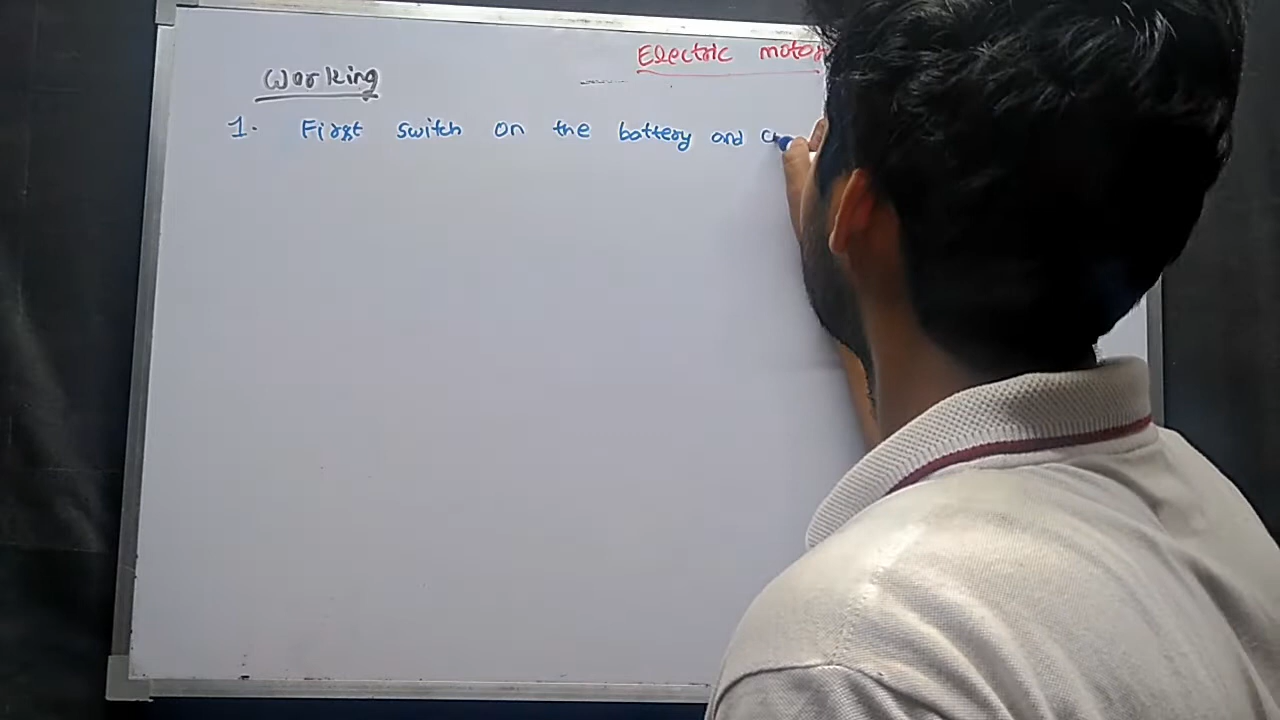 Electric motor
Working
1. First switch on the battery and